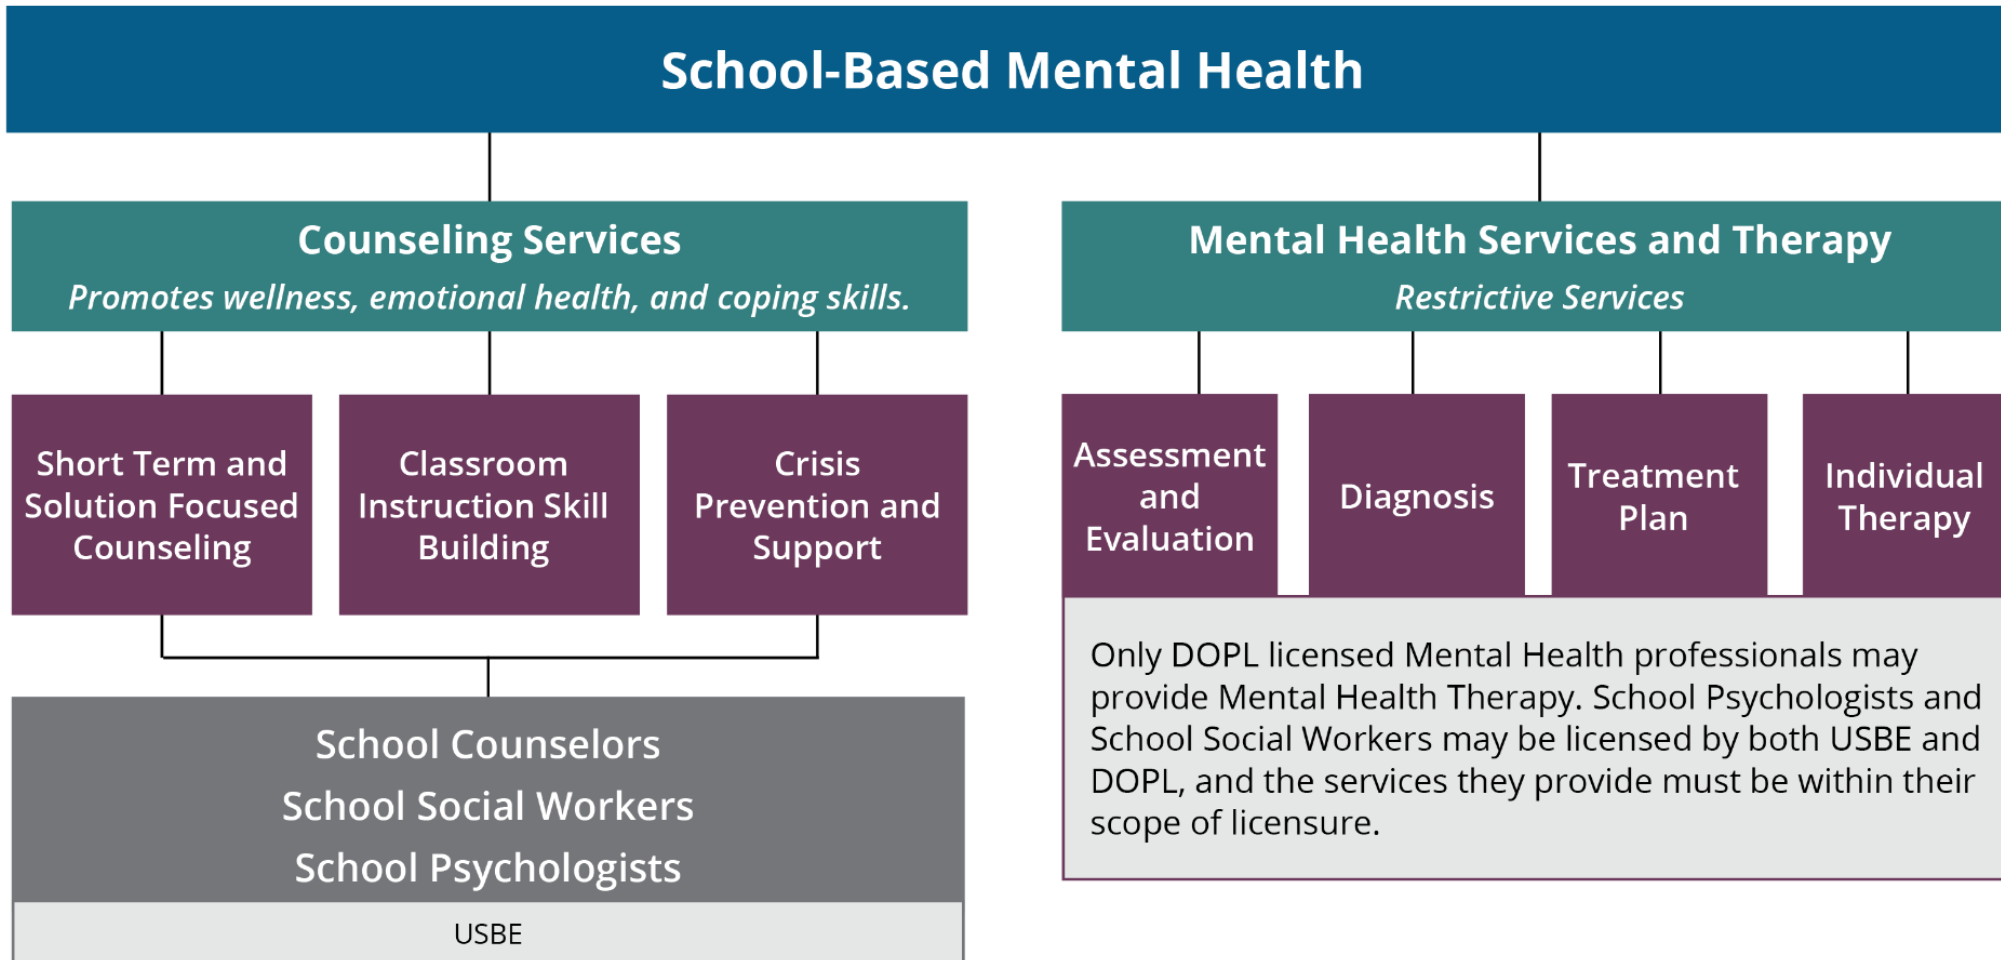 School-Based Mental Health
Counseling Services
Promotes wellness, emotional health, and coping skills.
Short Term and
Solution Focused
Counseling
Classroom
Instruction Skill
Building
Crisis
Prevention and
Support
School Counselors
School Social Workers
School Psychologists
USBE
Mental Health Services and Therapy
Restrictive Services
Assessment
and
Evaluation
Diagnosis
Treatment
Plan
Individual
Therapy
Only DOPL licensed Mental Health professionals may
provide Mental Health Therapy. School Psychologists and
School Social Workers may be licensed by both USBE and
DOPL, and the services they provide must be within their
scope of licensure.